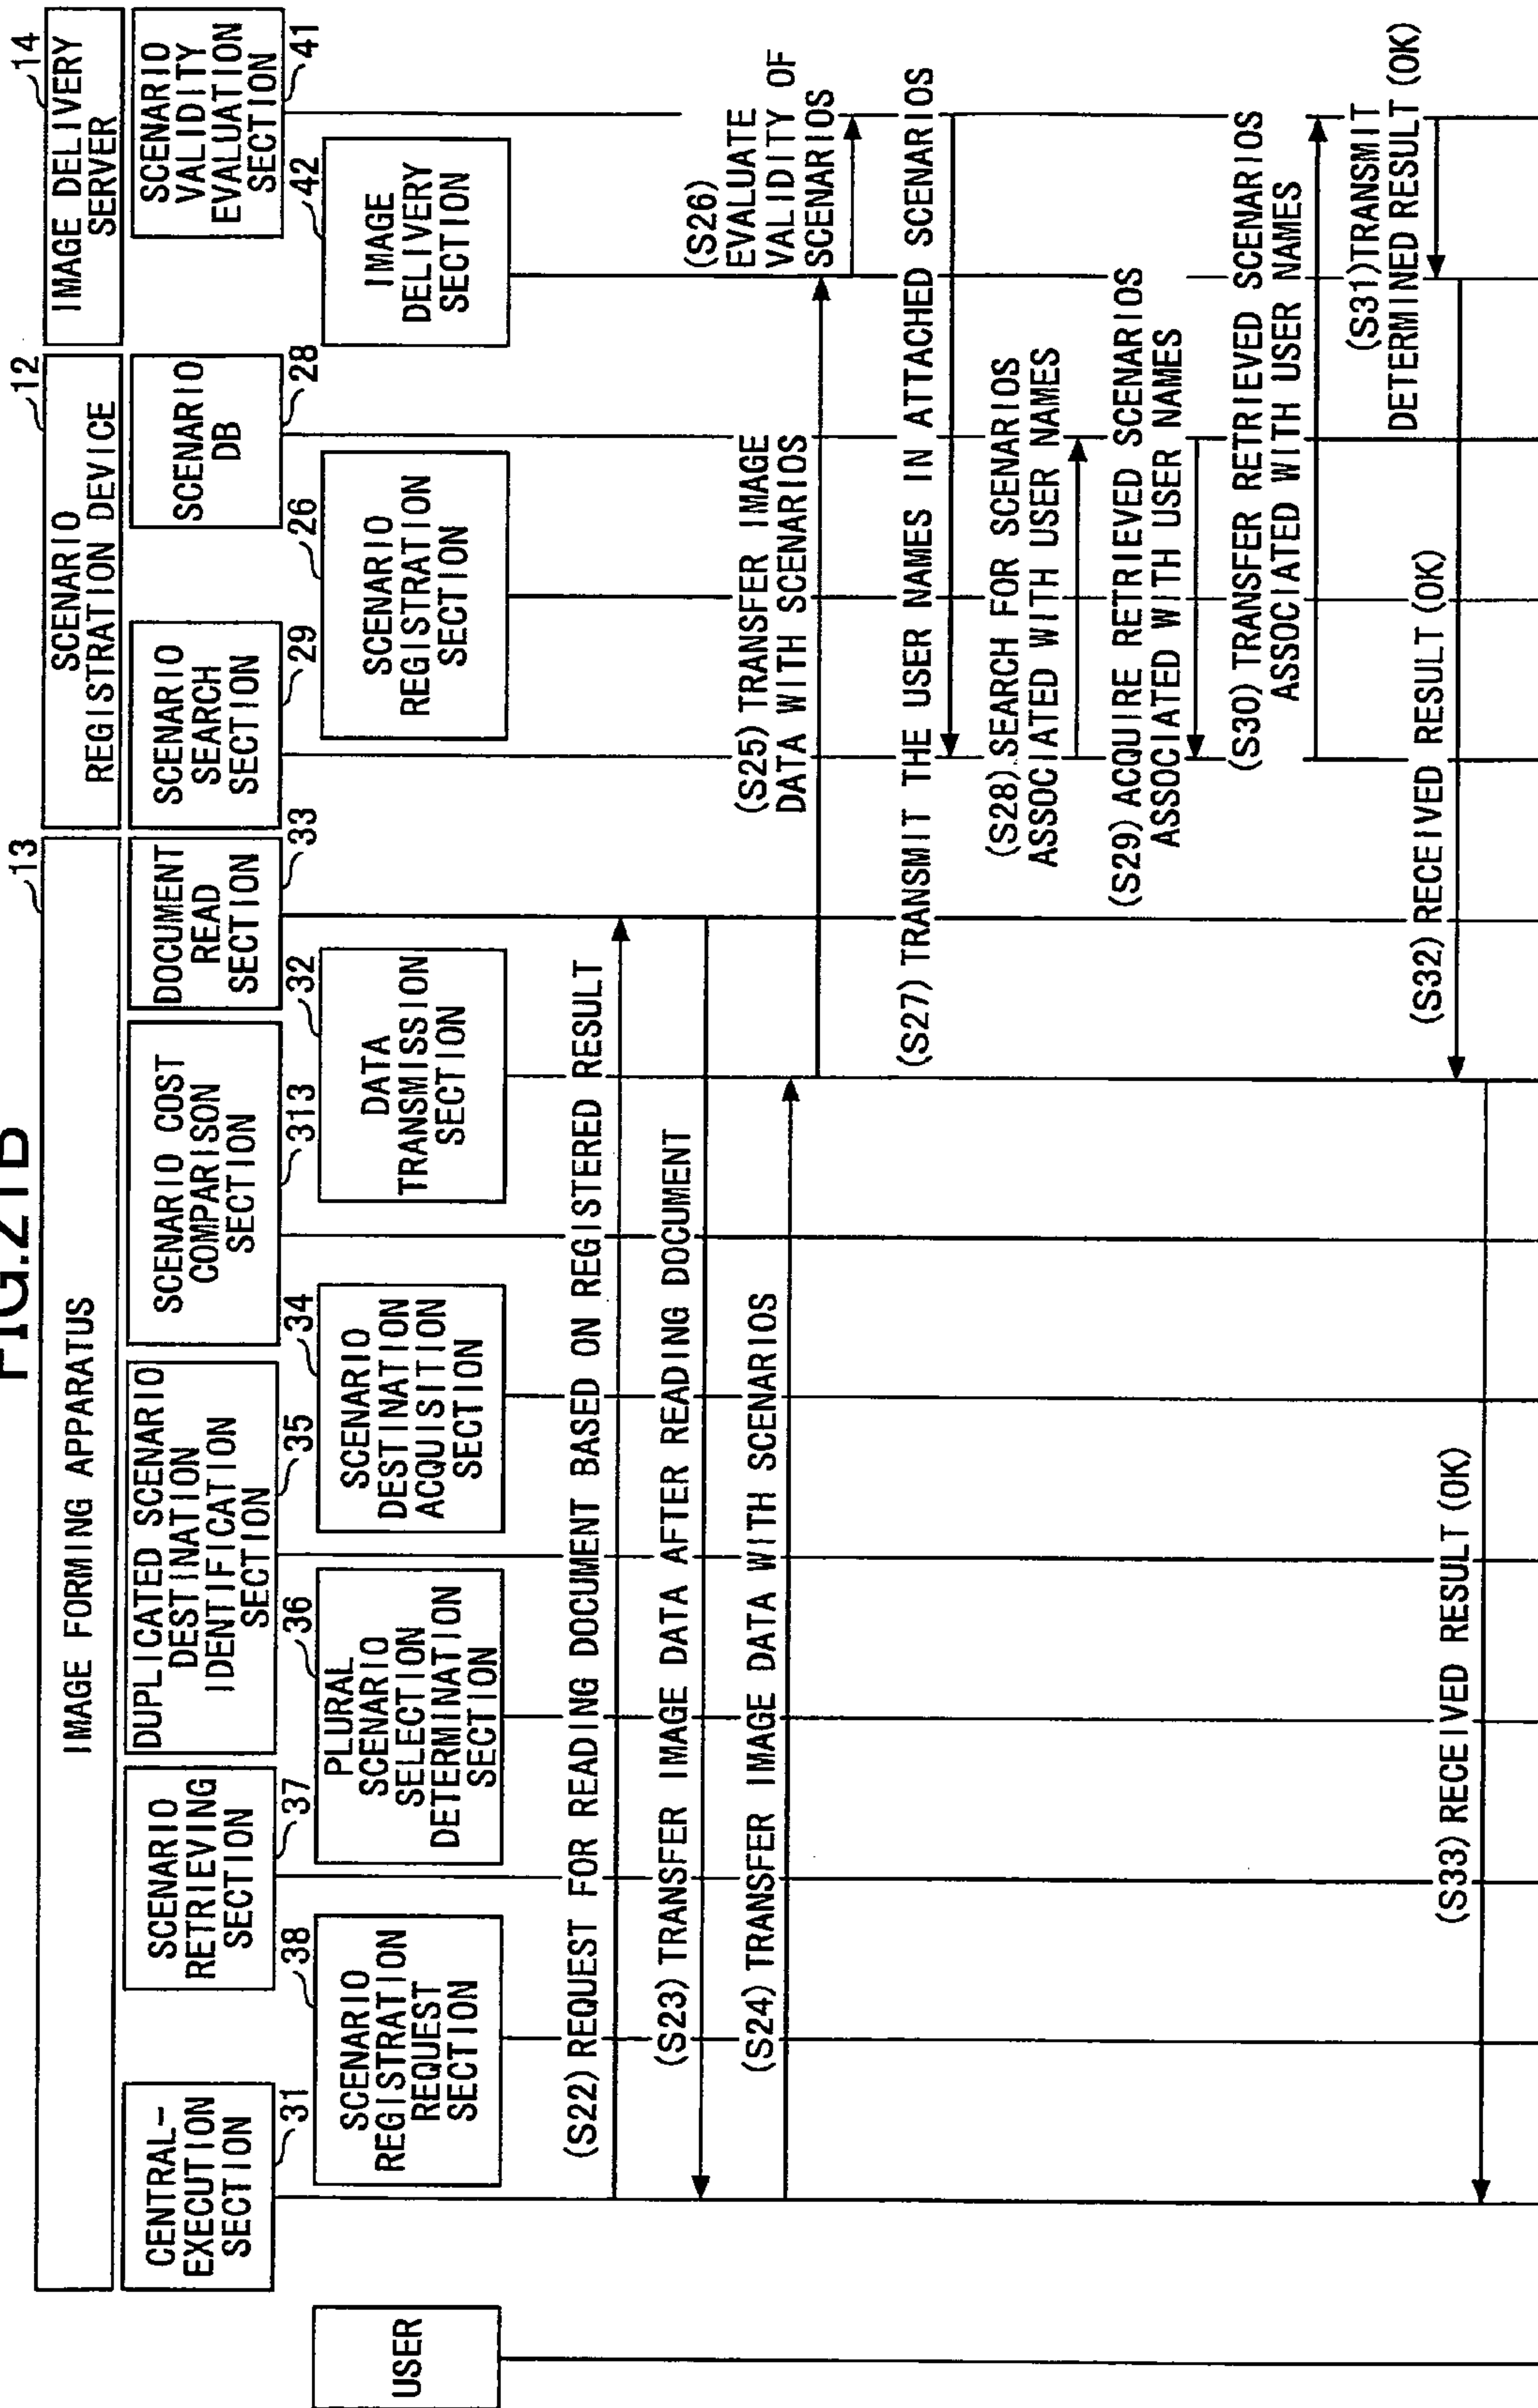 FIG.21B
13
IMAGE FORMING APPARATUS
12
SCENARIO
REGISTRATION DEVICE
14
IMAGE DELIVERY
SERVER
CENTRAL-
EXECUTION
SECTION
31
SCENARIO
RETRIEVING
SECTION
37
DUPLICATED SCENARIO
DESTINATION
IDENTIFICATION
SECTION
35
SCENARIO COST
COMPARISON
SECTION
313
DOCUMENT
READ
SECTION
33
SCENARIO
SEARCH
SECTION
29
SCENARIO
DB
28
SCENARIO
VALIDITY
EVALUATION
SECTION
41
USER
SCENARIO
REGISTRATION
REQUEST
SECTION
38
PLURAL
SCENARIO
SELECTION
DETERMINATION
SECTION
36
SCENARIO
DESTINATION
ACQUISITION
SECTION
34
DATA
TRANSMISSION
SECTION
32
SCENARIO
REGISTRATION
SECTION
26
IMAGE
DELIVERY
SECTION
42
(S22) REQUEST FOR READING DOCUMENT BASED ON REGISTERED RESULT
(S23) TRANSFER IMAGE DATA AFTER READING DOCUMENT
(S24) TRANSFER IMAGE DATA WITH SCENARIOS
(S25) TRANSFER IMAGE
DATA WITH SCENARIOS
(S26)
EVALUATE
VALIDITY OF
SCENARIOS
(S27) TRANSMIT THE USER NAMES IN ATTACHED SCENARIOS
(S28) SEARCH FOR SCENARIOS
ASSOCIATED WITH USER NAMES
(S29) ACQUIRE RETRIEVED SCENARIOS
ASSOCIATED WITH USER NAMES
(S30) TRANSFER RETRIEVED SCENARIOS
ASSOCIATED WITH USER NAMES
(S31) TRANSMIT
DETERMINED RESULT (OK)
(S32) RECEIVED RESULT (OK)
(S33) RECEIVED RESULT (OK)